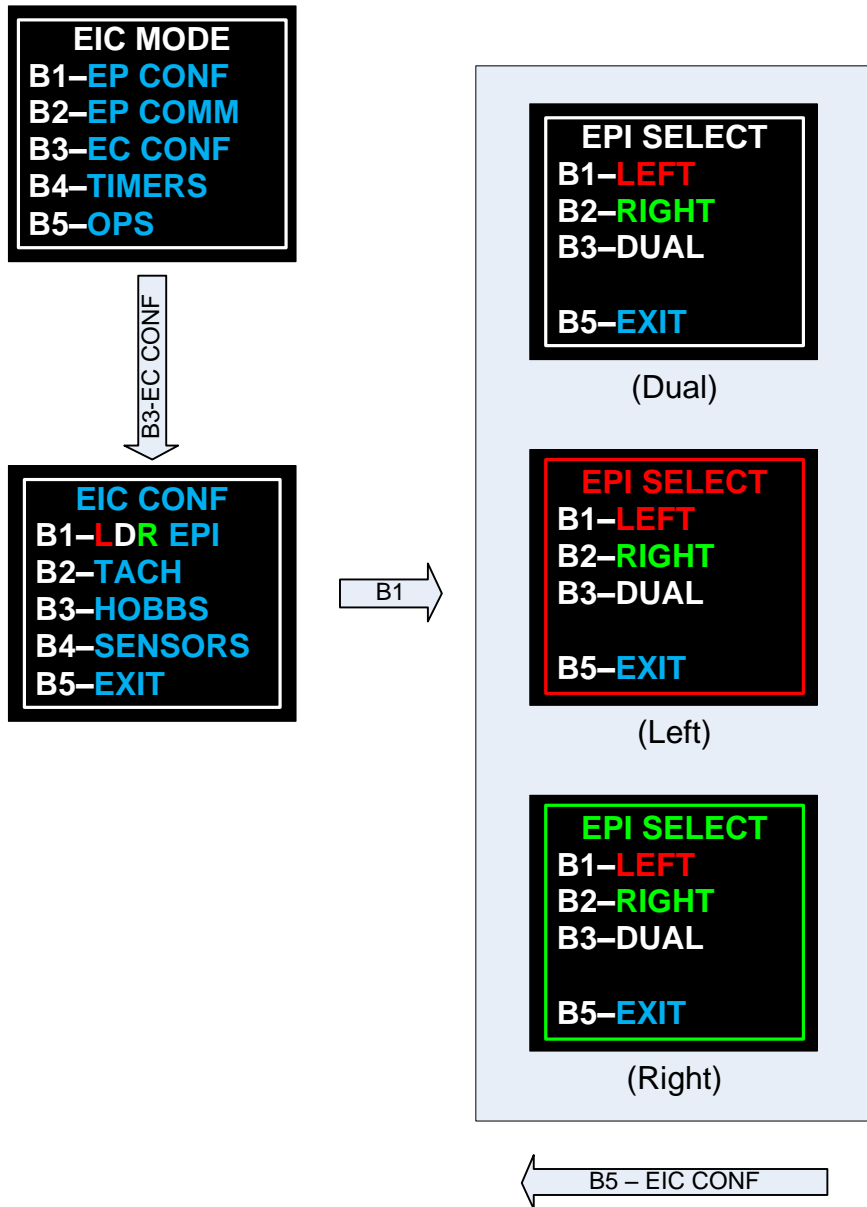 EIC MODE
B1–EP CONF
B2–EP COMM
B3–EC CONF
B4–TIMERS
B5–OPS
B3-EC CONF
EIC CONF
B1–LDR EPI
B2–TACH
B3–HOBBS
B4–SENSORS
B5–EXIT
B1
EPI SELECT
B1–LEFT
B2–RIGHT
B3–DUAL
B5–EXIT
(Dual)
EPI SELECT
B1–LEFT
B2–RIGHT
B3–DUAL
B5–EXIT
(Left)
EPI SELECT
B1–LEFT
B2–RIGHT
B3–DUAL
B5–EXIT
(Right)
B5 – EIC CONF